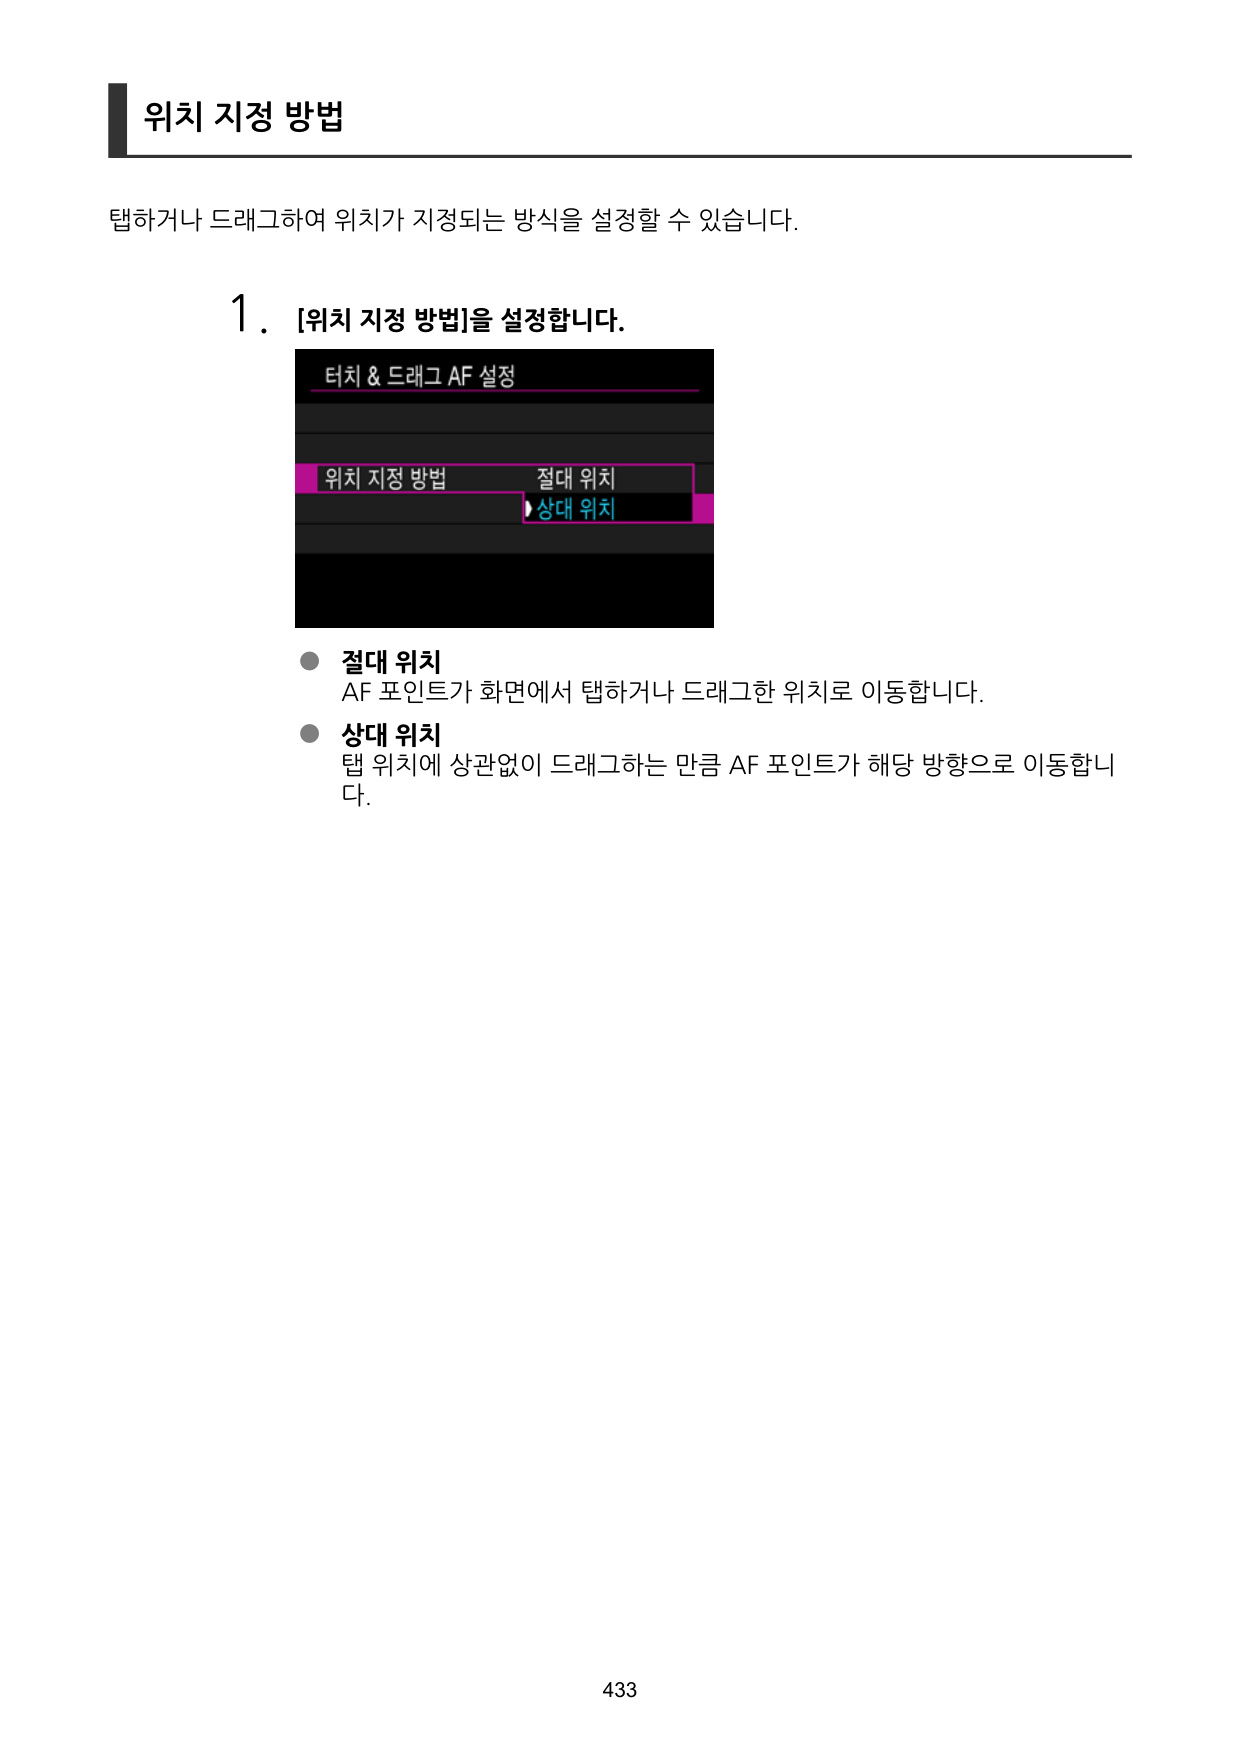 위치 지정 방법
탭하거나 드래그하여 위치가 지정되는 방식을 설정할 수 있습니다.
1. [위치 지정 방법]을 설정합니다.
터치 & 드래그 AF 설정
위치 지정 방법 절대 위치
상대 위치
● 절대 위치
AF 포인트가 화면에서 탭하거나 드래그한 위치로 이동합니다.
● 상대 위치
탭 위치에 상관없이 드래그하는 만큼 AF 포인트가 해당 방향으로 이동합니
다.
433